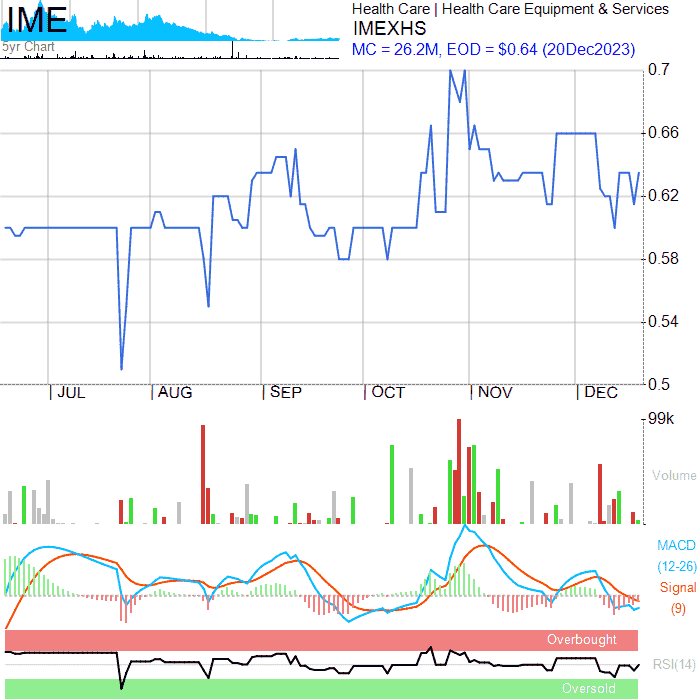 IME
5yr Chart
Health Care | Health Care Equipment & Services
IMEXHS
MC = 26.2M, EOD = $0.64 (20Dec2023)
0.7
0.66
0.62
0.58
0.54
0.5
JUL AUG SEP OCT NOV DEC
99k
Volume
MACD
(12-26)
Signal
(9)
Overbought
RSI(14)
Oversold